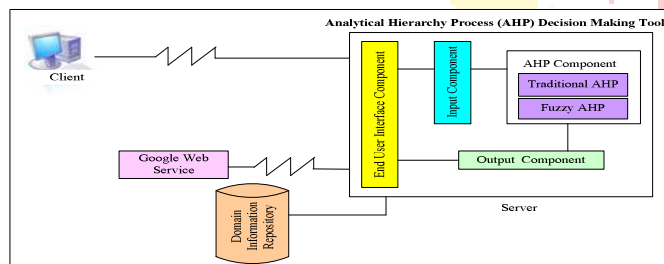 Analytical Hierarchy Process (AHP) Decision Making Tool
Client
End User Interface Component
Input Component
AHP Component
Traditional AHP
Fuzzy AHP
Google Web
Service
Output Component
Domain
Information
Repository
Server